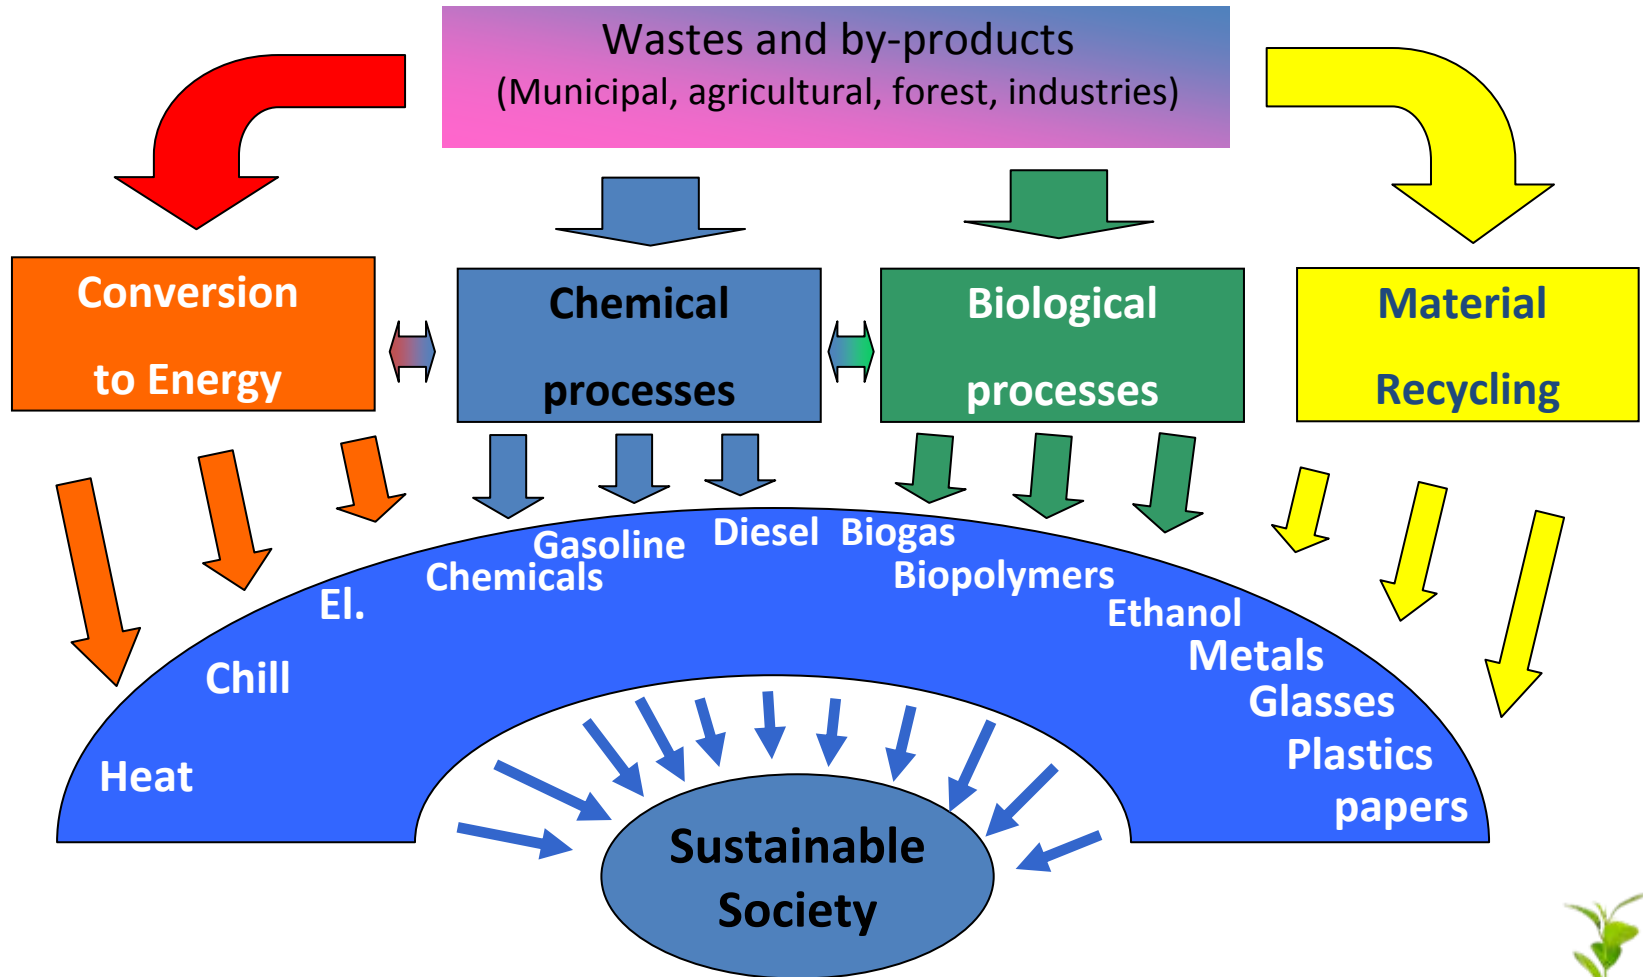 Wastes and by-products
(Municipal, agricultural, forest, industries)
Conversion
to Energy
Chemical
processes
Biological
processes
Material
Recycling
Heat
Chill
El.
Chemicals
Gasoline
Diesel
Biogas
Biopolymers
Ethanol
Metals
Glasses
Plastics
papers
Sustainable
Society